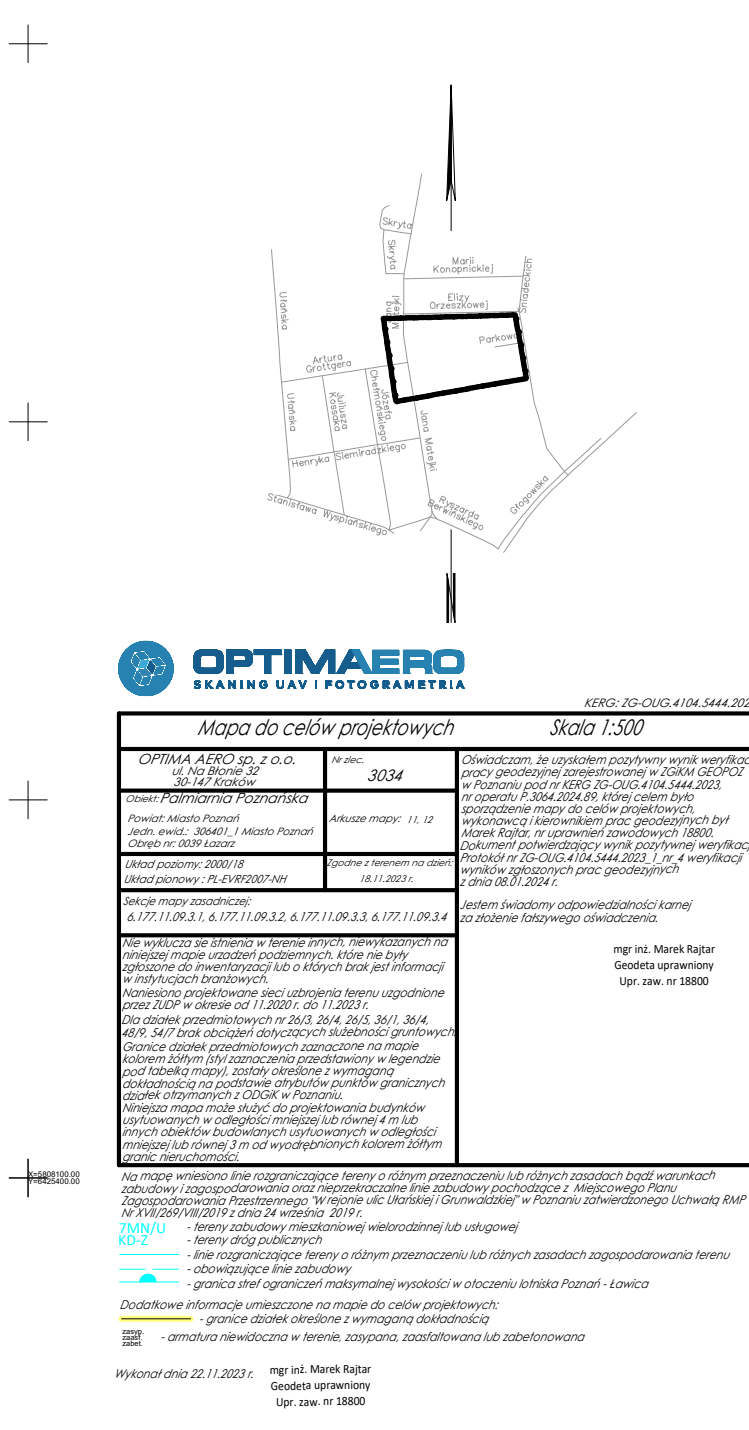 Skryta
Skryta
Marii
Konopnickiej
Śniadeckich
Ułańska
Jana
Matejki
Elizy
Orzeszkowej
Parkowa
Artura
Grottgera
Ułańska
Juliusza
Kossaka
Józefa
Chełmońskiego
Jana Matejki
Henryka Siemiradzkiego
Stanisława Wyspiańskiego
Ryszarda
Berwińskiego
Głogowska
N
OPTIMAERO
SKANING UAV I FOTOGRAMETRIA
KERG: ZG-OUG.4104.5444.202
Mapa do celów projektowych Skala 1:500
OPTIMA AERO sp. z o.o.
ul. Na Błonie 32
30-147 Kraków
Nr zlec.
3034
Obiekt: Palmiarnia Poznańska
Powiat: Miasto Poznań
Jedn. ewid.: 306401_1 Miasto Poznań
Obręb nr: 0039 Łazarz
Arkusze mapy: 11, 12
Układ poziomy: 2000/18
Układ pionowy : PL-EVRF2007-NH
Zgodne z terenem na dzień:
18.11.2023 r.
Sekcje mapy zasadniczej:
6.177.11.09.3.1, 6.177.11.09.3.2, 6.177.11.09.3.3, 6.177.11.09.3.4
Nie wyklucza sie istnienia w terenie innych, niewykazanych na
niniejszej mapie urzadzeń podziemnych. które nie były
zgłoszone do inwentaryzacji lub o których brak jest informacji
w instytucjach branżowych.
Naniesiono projektowane sieci uzbrojenia terenu uzgodnione
przez ZUDP w okresie od 11.2020 r. do 11.2023 r.
Dla działek przedmiotowych nr 26/3, 26/4, 26/5, 36/1, 36/4,
48/9, 54/7 brak obciążeń dotyczących służebności gruntowych.
Granice działek przedmiotowych zaznaczone na mapie
kolorem żółtym (styl zaznaczenia przedstawiony w legendzie
pod tabelką mapy), zostały określone z wymaganą
dokładnością na podstawie atrybutów punktów granicznych
działek otrzymanych z ODGiK w Poznaniu.
Niniejsza mapa może służyć do projektowania budynków
usytuowanych w odległości mniejszej lub równej 4 m lub
innych obiektów budowlanych usytuowanych w odległości
mniejszej lub równej 3 m od wyodrębnionych kolorem żółtym
granic nieruchomości.
Oświadczam, że uzyskałem pozytywny wynik weryfikac
pracy geodezyjnej zarejestrowanej w ZGiKM GEOPOZ
w Poznaniu pod nr KERG ZG-OUG.4104.5444.2023,
nr operatu P.3064.2024.89, której celem było
sporządzenie mapy do celów projektowych,
wykonawcą i kierownikiem prac geodezyjnych był
Marek Rajtar, nr uprawnień zawodowych 18800.
Dokument potwierdzający wynik pozytywnej weryfikacj
Protokół nr ZG-OUG.4104.5444.2023_1_nr_4 weryfikacji
wyników zgłoszonych prac geodezyjnych
z dnia 08.01.2024 r.
Jestem świadomy odpowiedzialności karnej
za złożenie fałszywego oświadczenia.
mgr inż. Marek Rajtar
Geodeta uprawniony
Upr. zaw. nr 18800
X=5808100.00
Y=6425400.00
Na mapę wniesiono linie rozgraniczające tereny o różnym przeznaczeniu lub różnych zasadach bądź warunkach
zabudowy i zagospodarowania oraz nieprzekraczalne linie zabudowy pochodzące z Miejscowego Planu
Zagospodarowania Przestrzennego "W rejonie ulic Ułańskiej i Grunwaldzkiej" w Poznaniu zatwierdzonego Uchwałą RMP
Nr XVII/269/VIII/2019 z dnia 24 września 2019 r.
7MN/U - tereny zabudowy mieszkaniowej wielorodzinnej lub usługowej
KD-Z - tereny dróg publicznych
- linie rozgraniczające tereny o różnym przeznaczeniu lub różnych zasadach zagospodarowania terenu
- obowiązujące linie zabudowy
- granica stref ograniczeń maksymalnej wysokości w otoczeniu lotniska Poznań - Ławica
Dodatkowe informacje umieszczone na mapie do celów projektowych:
- granice działek określone z wymaganą dokładnością
zasyp.
zaasf.
zabet.
- armatura niewidoczna w terenie, zasypana, zaasfaltowana lub zabetonowana
Wykonał dnia 22.11.2023 r.
mgr inż. Marek Rajtar
Geodeta uprawniony
Upr. zaw. nr 18800